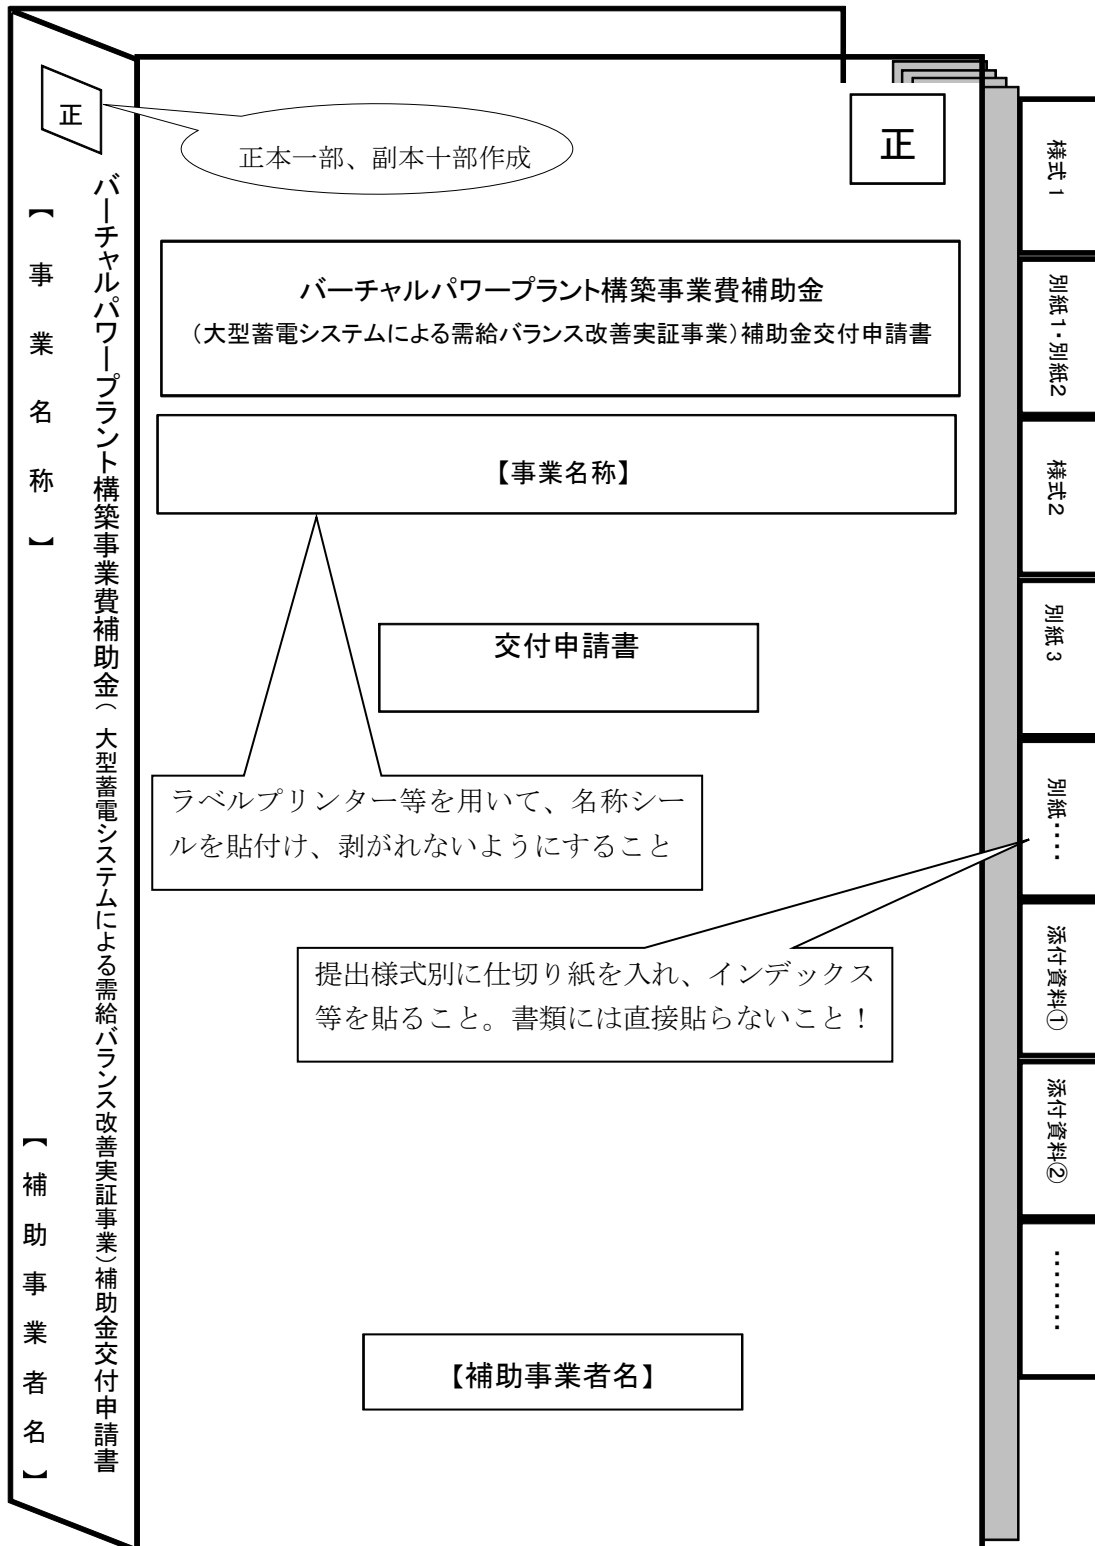 正
バーチャルパワープラント構築事業費補助金（大型蓄電システムによる需給バランス改善実証事業）補助金交付申請書
【事業名称】
【補助事業者名】
正本一部、副本十部作成
正
バーチャルパワープラント構築事業費補助金
（大型蓄電システムによる需給バランス改善実証事業）補助金交付申請書
【事業名称】
交付申請書
ラベルプリンター等を用いて、名称シー
ルを貼付け、剥がれないようにすること
提出様式別に仕切り紙を入れ、インデックス
等を貼ること。書類には直接貼らないこと！
【補助事業者名】
様式1
別紙1・別紙2
様式2
別紙3
別紙・・・・
添付資料①
添付資料②
・・・・・・・・